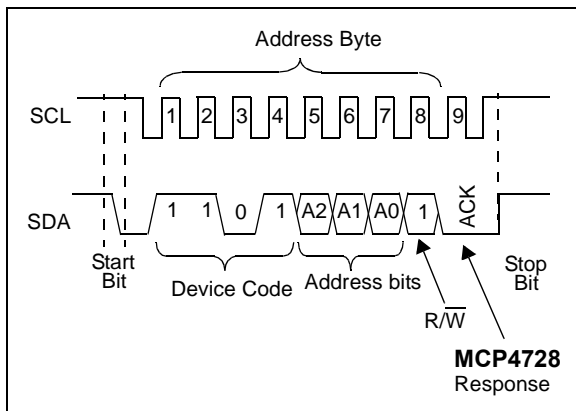 Address Byte
SCL 1 2 3 4 5 6 7 8 9
SDA 1 1 0 1 A2 A1 A0 1 ACK
Start Bit
Device Code
Address bits
Stop Bit
R/W̅
MCP4728
Response